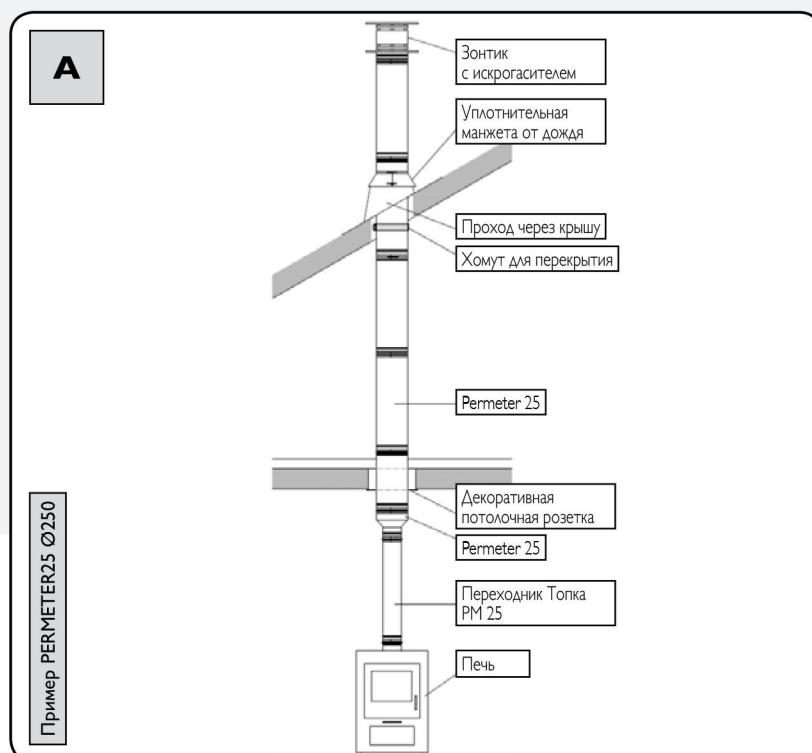 A
Зонтик
с искрогасителем
Уплотнительная
манжета от дождя
Проход через крышу
Хомут для перекрытия
Permeter 25
Декоративная
потолочная розетка
Permeter 25
Переходник Топка
PM 25
Печь
Пример PERMETER25 Ø250